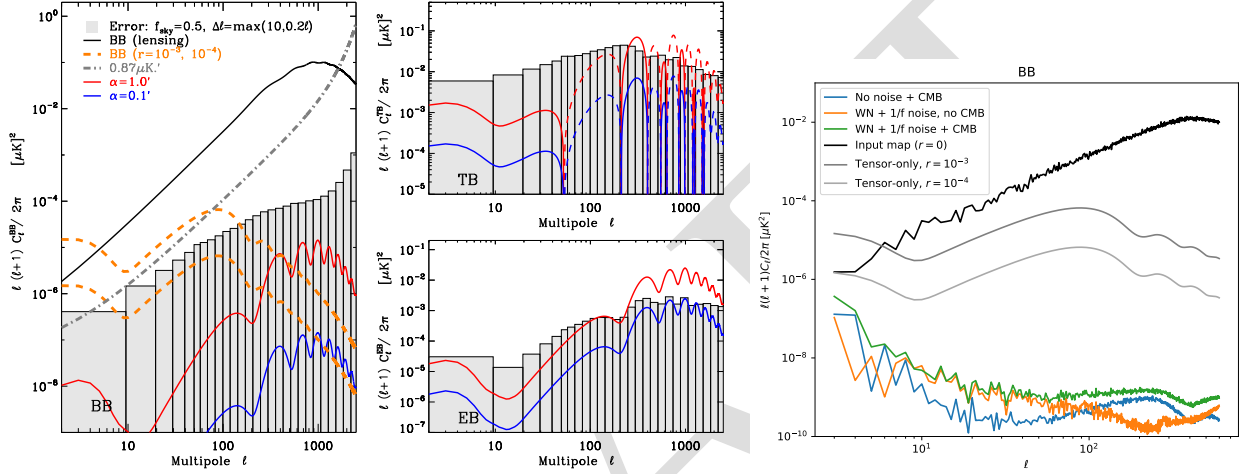 Error: f_sky=0.5, Δℓ=max(10,0.2ℓ)
BB (lensing)
BB (r=10⁻³, 10⁻⁴)
0.87μK.′
α=1.0′
α=0.1′
10⁰
10⁻²
10⁻⁴
10⁻⁶
10⁻⁸
ℓ (ℓ+1) C_ℓ^BB / 2π [μK]²
BB
10 100 1000
Multipole ℓ
10⁻¹
10⁻²
10⁻³
10⁻⁴
10⁻⁵
ℓ (ℓ+1) C_ℓ^TB / 2π [μK]²
TB
10 100 1000
Multipole ℓ
10⁻¹
10⁻²
10⁻³
10⁻⁴
10⁻⁵
10⁻⁶
10⁻⁷
ℓ (ℓ+1) C_ℓ^EB / 2π [μK]²
EB
10 100 1000
Multipole ℓ
BB
No noise + CMB
WN + 1/f noise, no CMB
WN + 1/f noise + CMB
Input map (r = 0)
Tensor-only, r = 10⁻³
Tensor-only, r = 10⁻⁴
10⁻²
10⁻⁴
10⁻⁶
10⁻⁸
10⁻¹⁰
ℓ(ℓ + 1)C_ℓ/2π [μK²]
10¹ 10²
ℓ